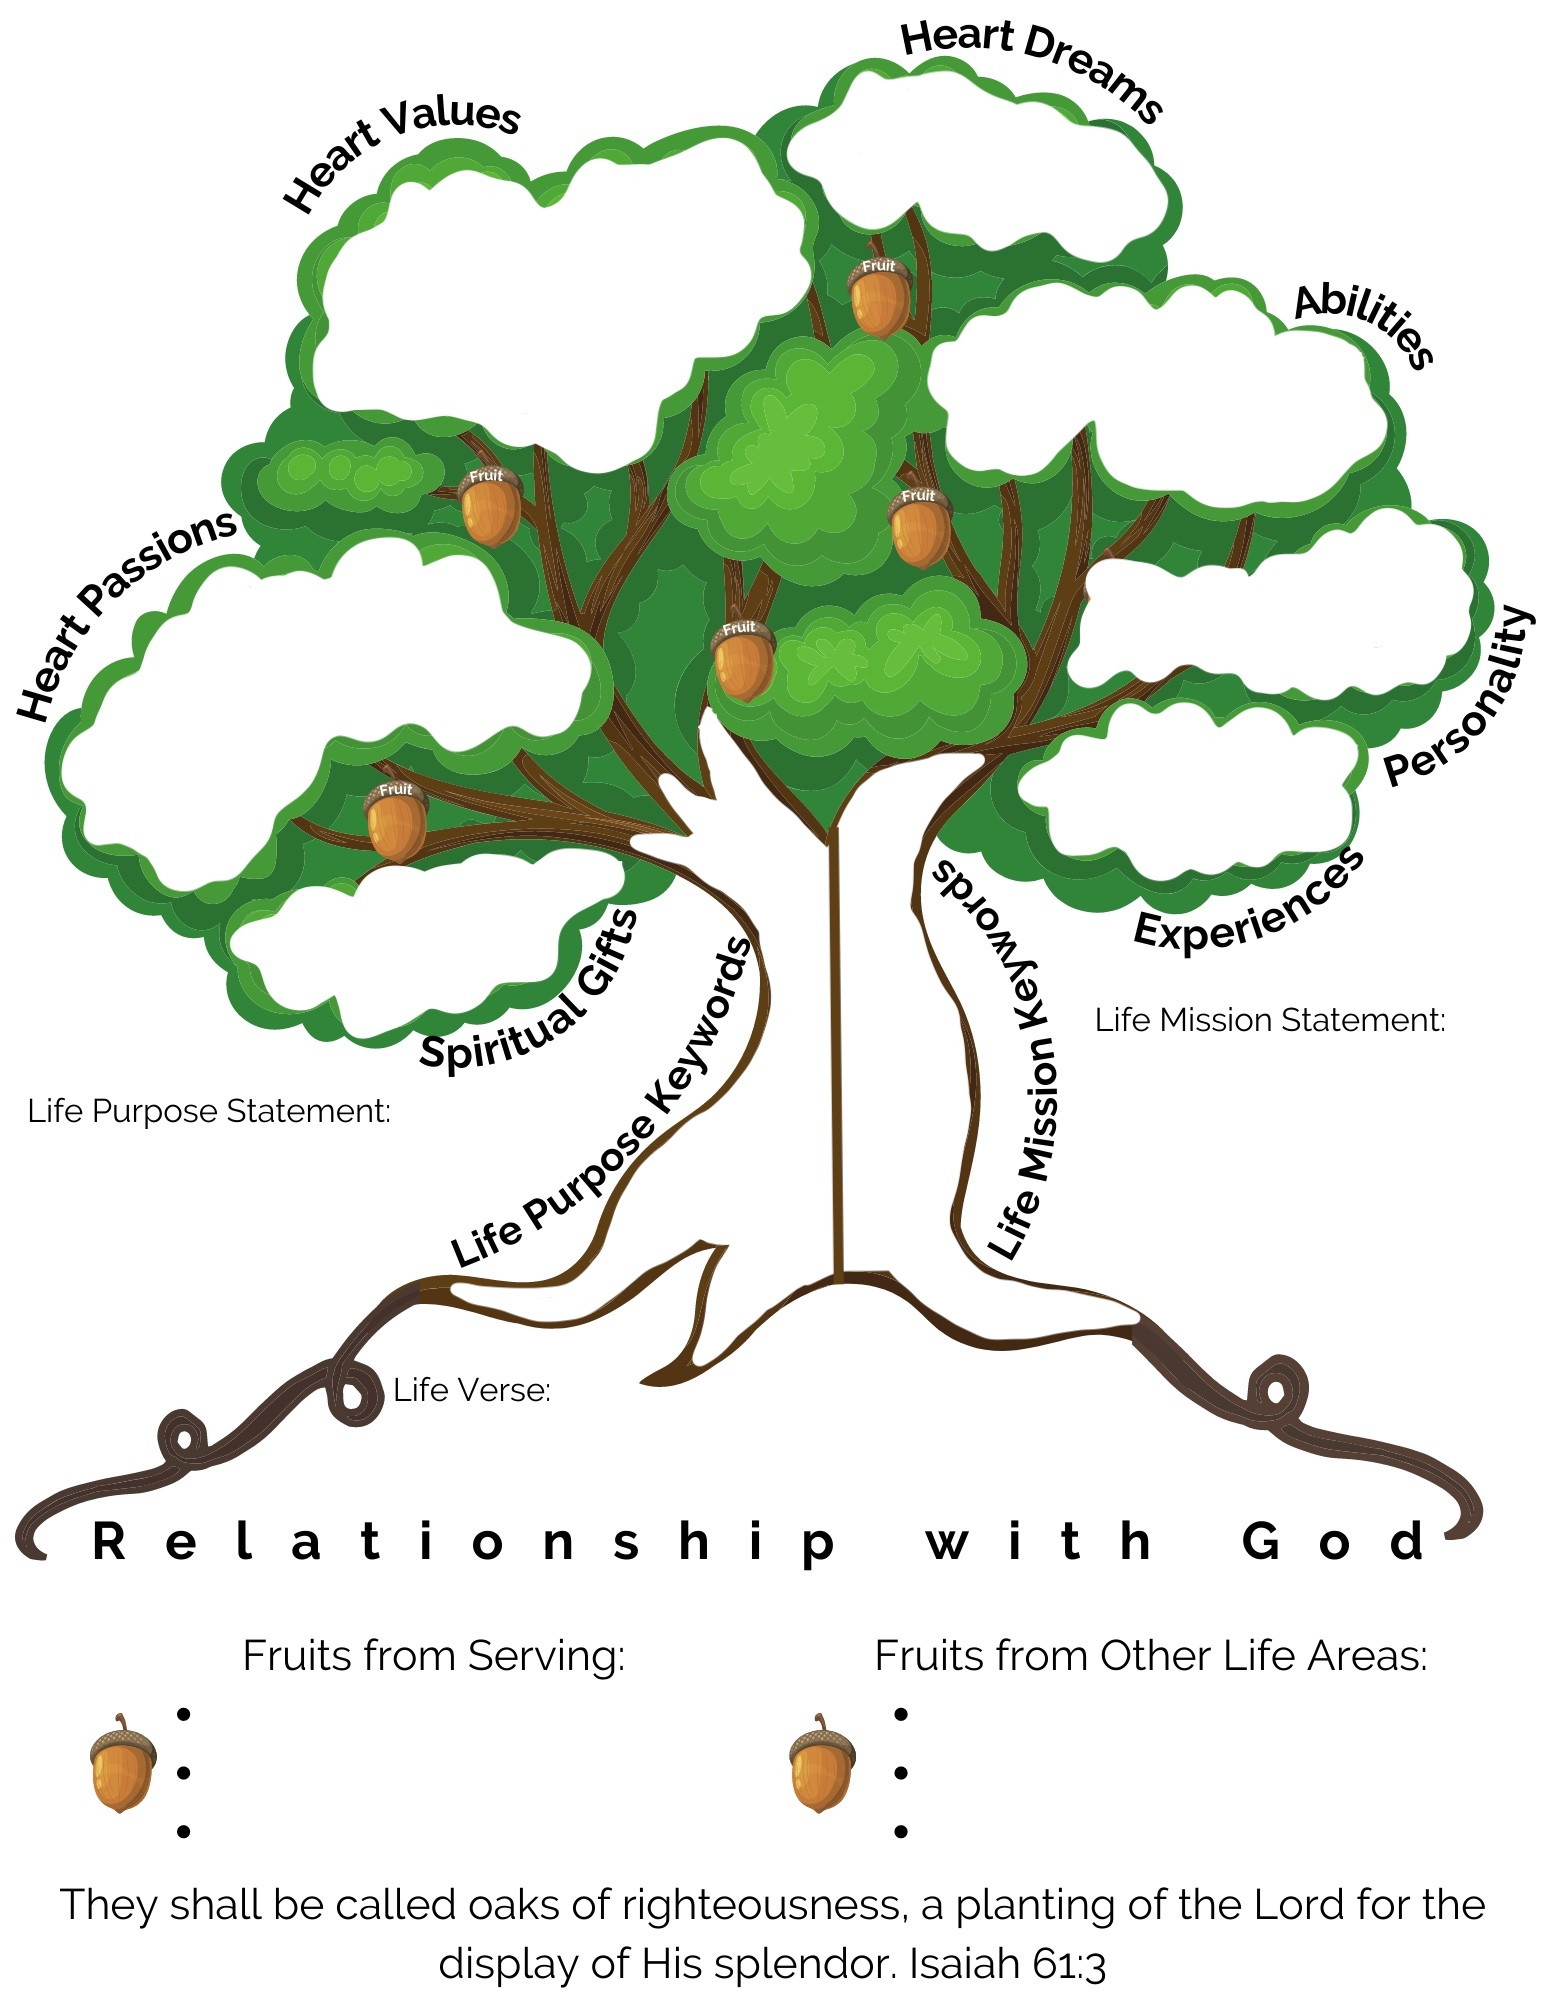 Heart Dreams
Heart Values
Abilities
Fruit
Fruit
Fruit
Heart Passions
Fruit
Personality
Fruit
Experiences
Spiritual Gifts
Life Purpose Keywords
Life Mission Keywords
Life Mission Statement:
Life Purpose Statement:
Life Verse:
Relationship with God
Fruits from Serving:
Fruits from Other Life Areas:
•
•
•
•
•
•
They shall be called oaks of righteousness, a planting of the Lord for the
display of His splendor. Isaiah 61:3